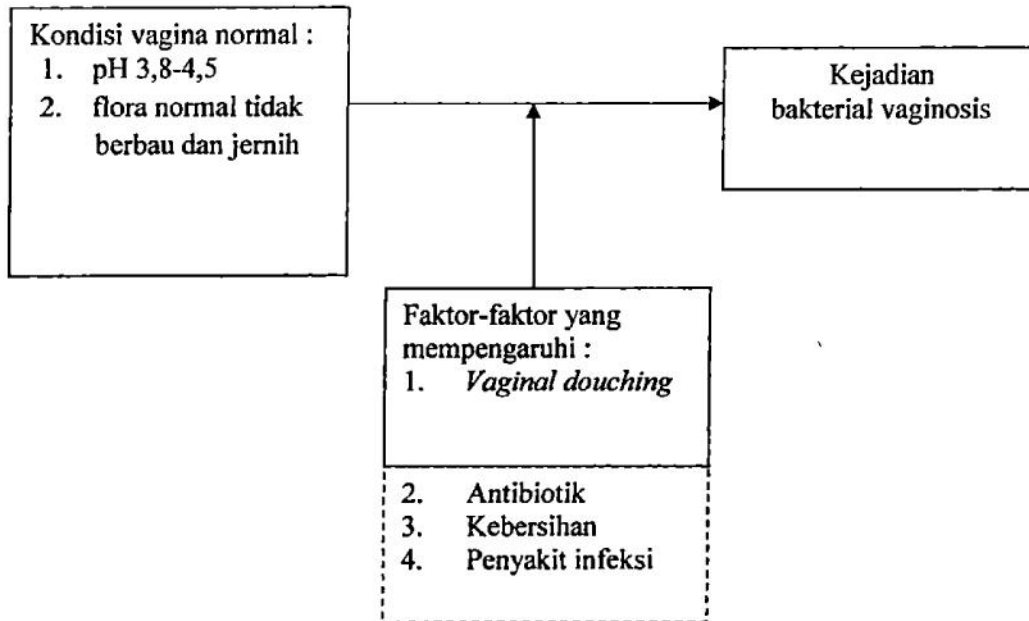 Kondisi vagina normal :
1. pH 3,8-4,5
2. flora normal tidak
berbau dan jernih
Kejadian
bakterial vaginosis
Faktor-faktor yang
mempengaruhi :
1. Vaginal douching
2. Antibiotik
3. Kebersihan
4. Penyakit infeksi